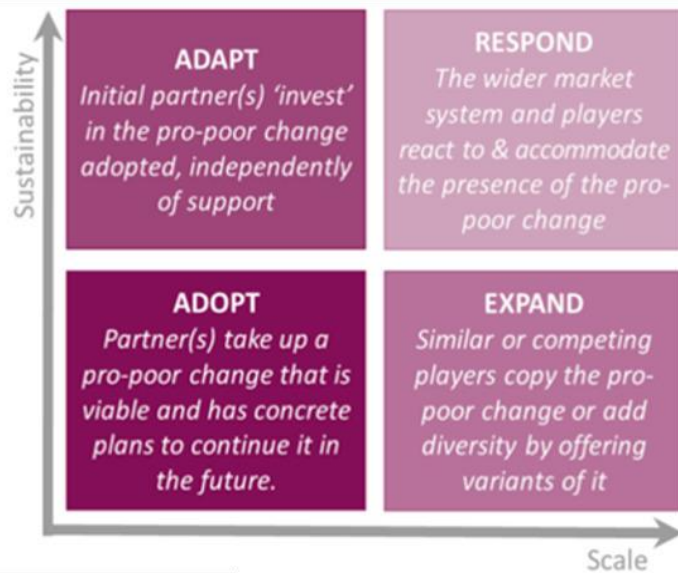 Sustainability
ADAPT
Initial partner(s) ‘invest’
in the pro-poor change
adopted, independently
of support
RESPOND
The wider market
system and players
react to & accommodate
the presence of the pro-
poor change
ADOPT
Partner(s) take up a
pro-poor change that is
viable and has concrete
plans to continue it in
the future.
EXPAND
Similar or competing
players copy the pro-
poor change or add
diversity by offering
variants of it
Scale